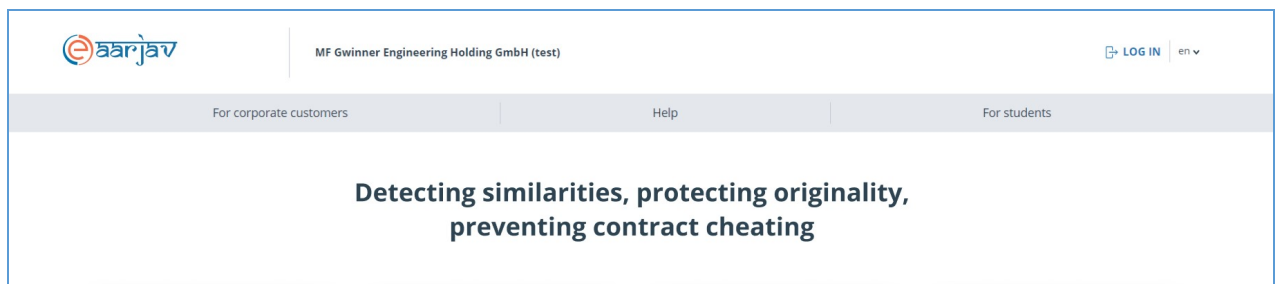 eaarjav
MF Gwinner Engineering Holding GmbH (test)
LOG IN
en
For corporate customers
Help
For students
Detecting similarities, protecting originality,
preventing contract cheating